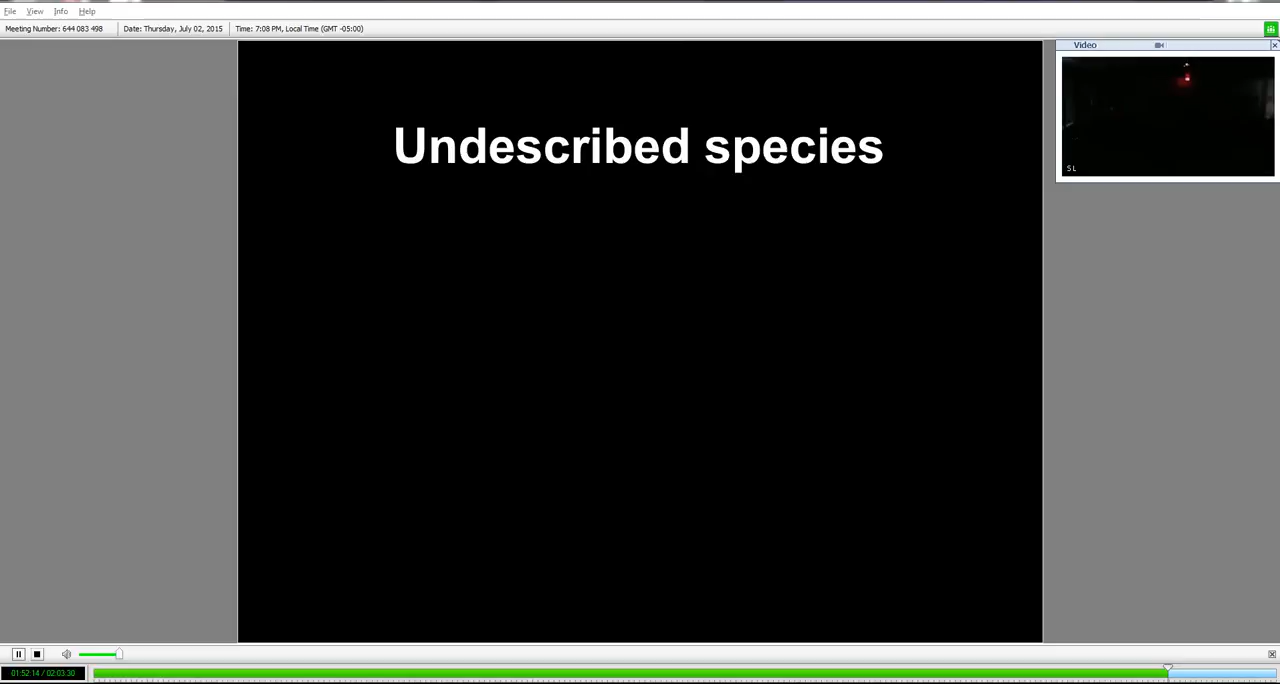 File View Info Help
Meeting Number: 644 083 498 Date: Thursday, July 02, 2015 Time: 7:08 PM, Local Time (GMT -05:00)
Video
Undescribed species
S L
01:52:14 / 02:03:30